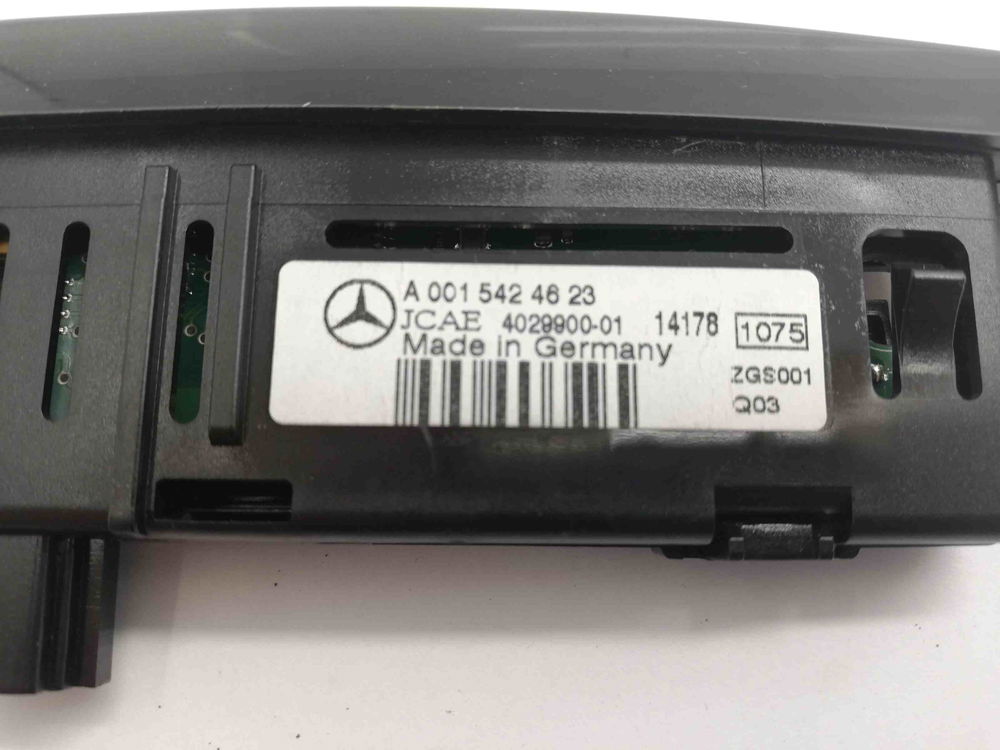 A 001 542 46 23
JCAE 4029900-01 14178 1075
Made in Germany
ZGS001
Q03